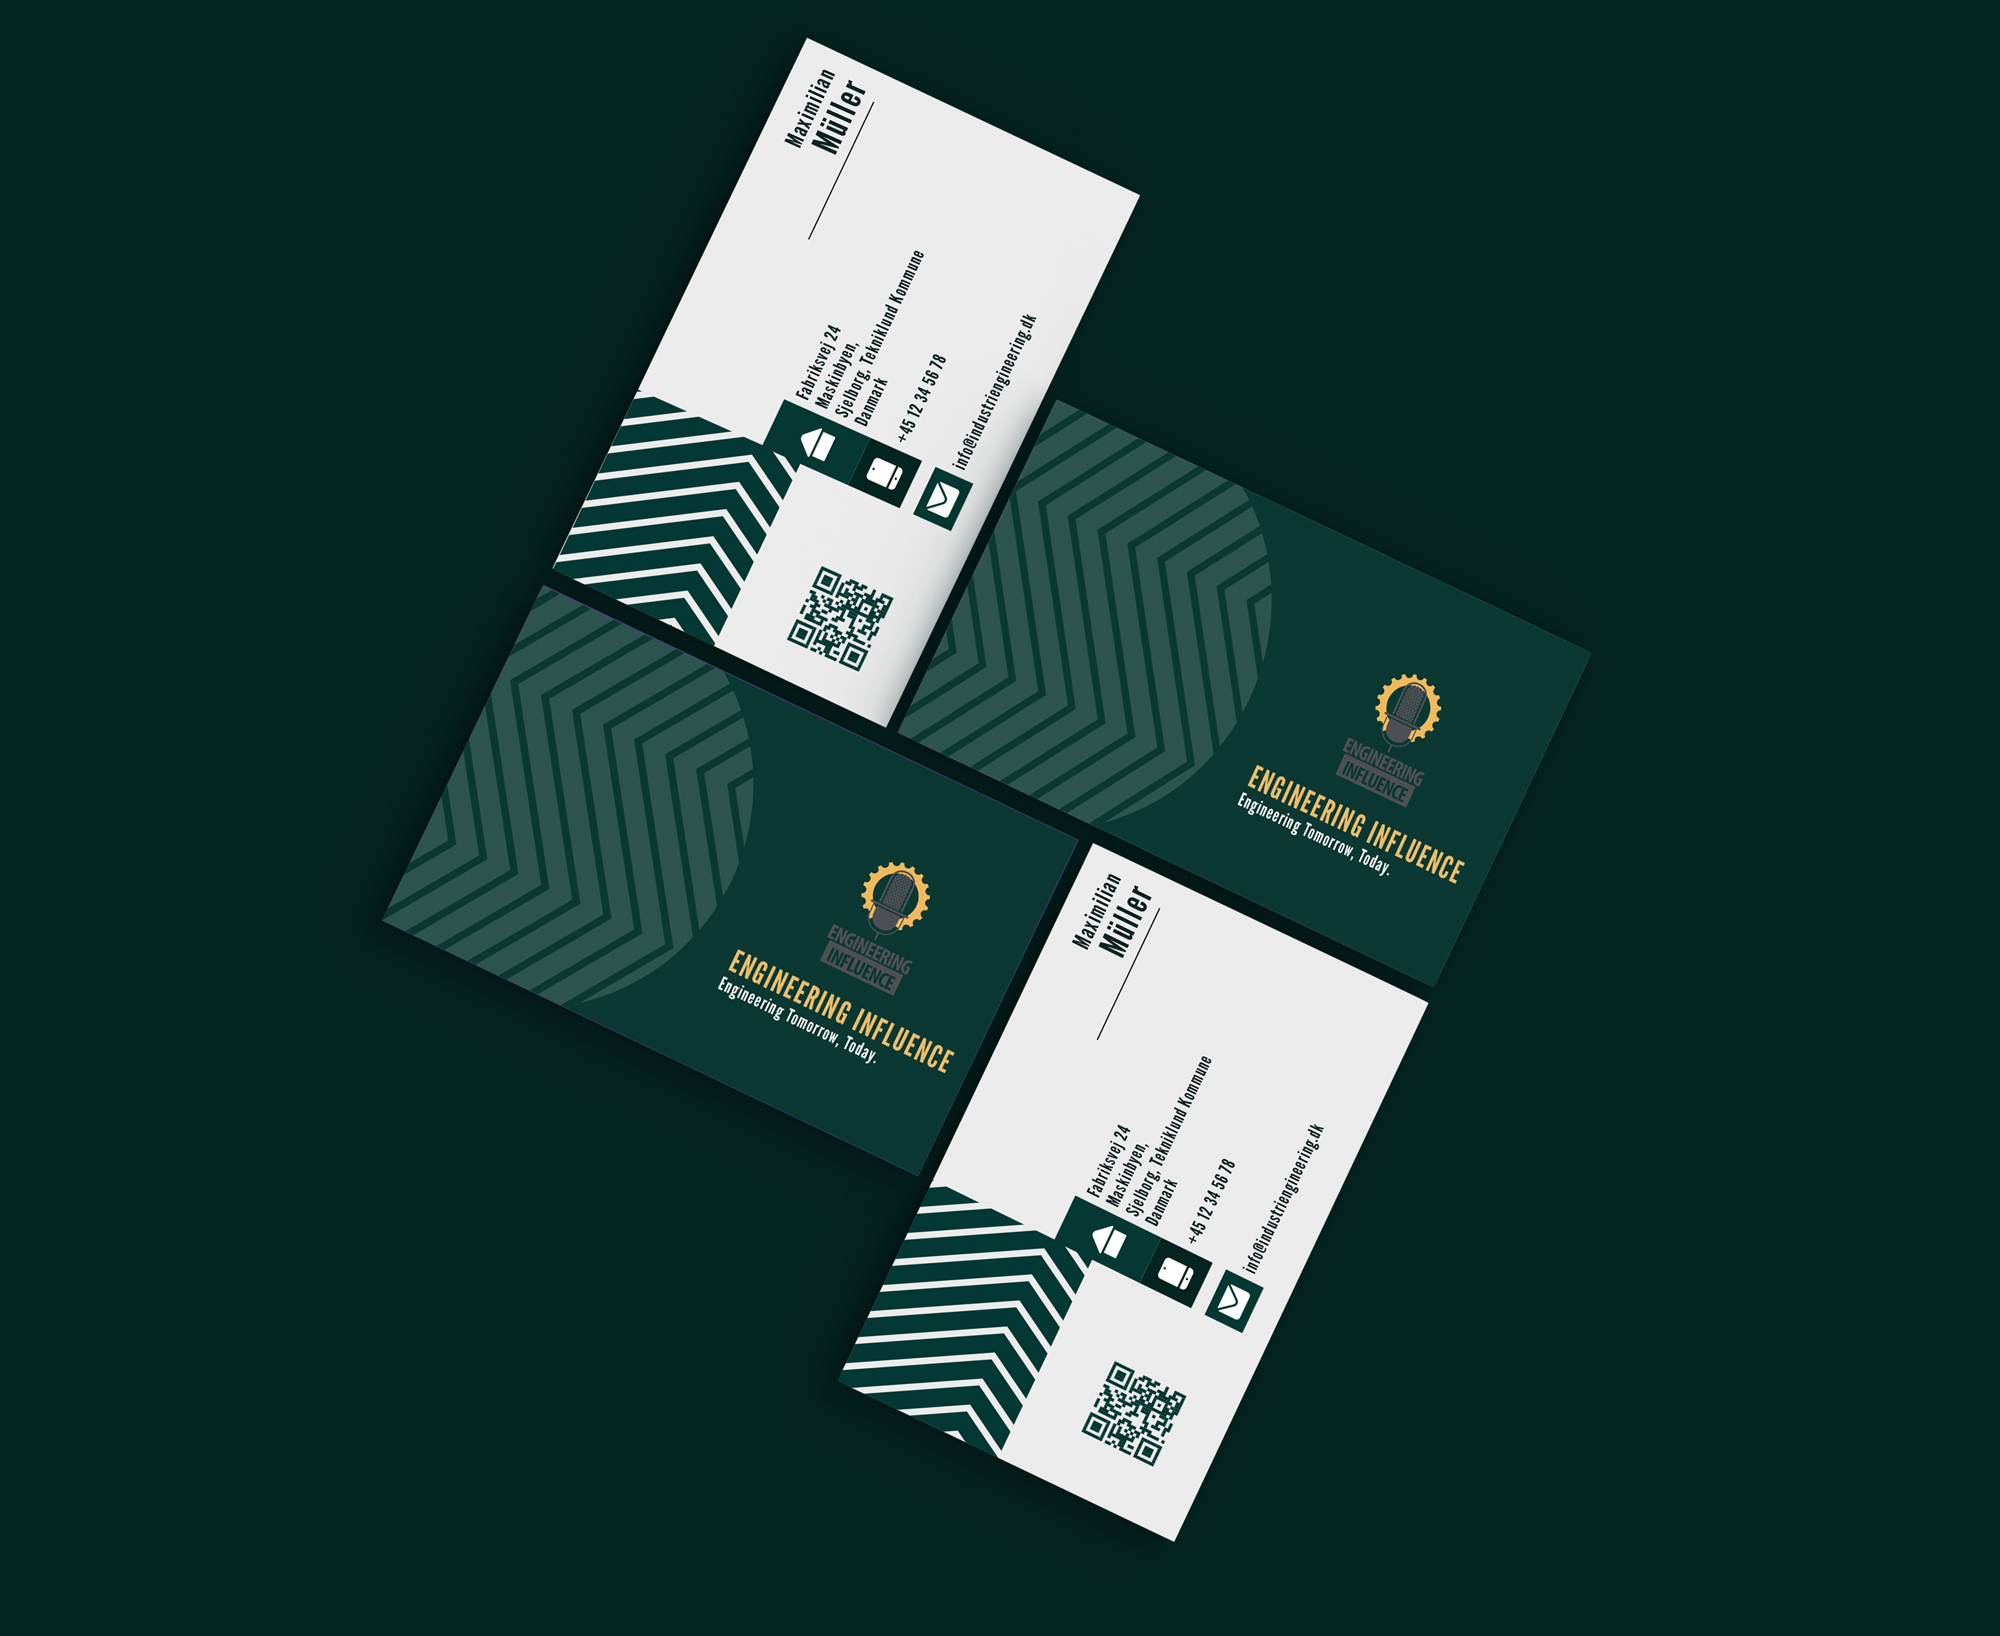 Maximilian
Müller
Fabriksvej 24
Maskinbyen,
Sjelborg, Tekniklund Kommune
Danmark
+45 12 34 56 78
info@industriengineering.dk
ENGINEERING
INFLUENCE
ENGINEERING INFLUENCE
Engineering Tomorrow, Today.
ENGINEERING
INFLUENCE
ENGINEERING INFLUENCE
Engineering Tomorrow, Today.
Maximilian
Müller
Fabriksvej 24
Maskinbyen,
Sjelborg, Tekniklund Kommune
Danmark
+45 12 34 56 78
info@industriengineering.dk